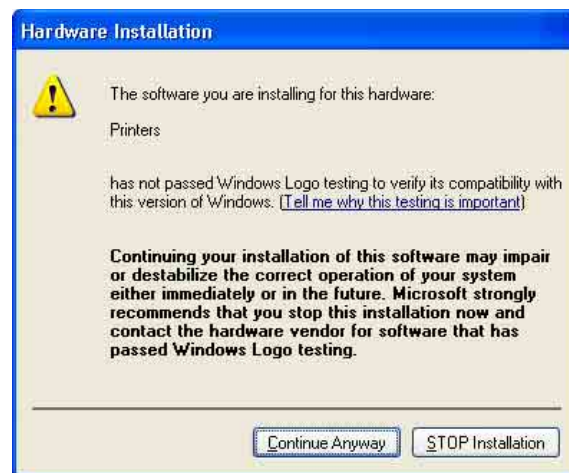 Hardware Installation
The software you are installing for this hardware:
Printers
has not passed Windows Logo testing to verify its compatibility with
this version of Windows. (Tell me why this testing is important)
Continuing your installation of this software may impair
or destabilize the correct operation of your system
either immediately or in the future. Microsoft strongly
recommends that you stop this installation now and
contact the hardware vendor for software that has
passed Windows Logo testing.
Continue Anyway STOP Installation